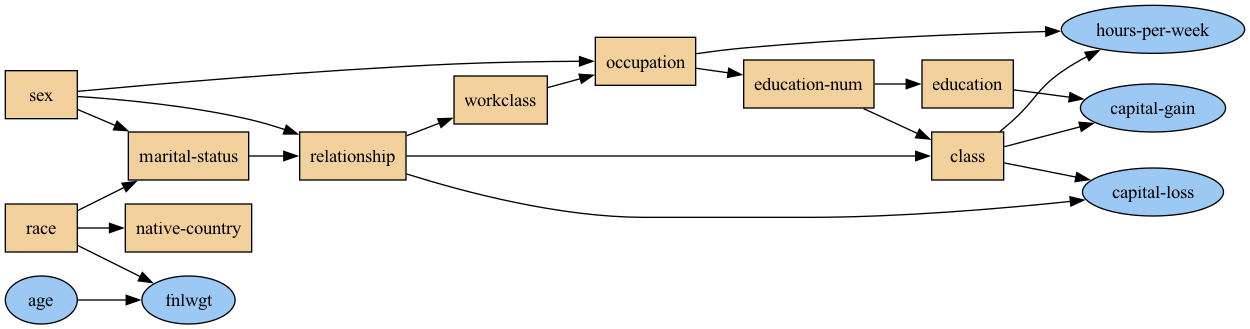 hours-per-week
occupation
sex
workclass
education-num
education
capital-gain
marital-status
relationship
class
capital-loss
race
native-country
age
fnlwgt